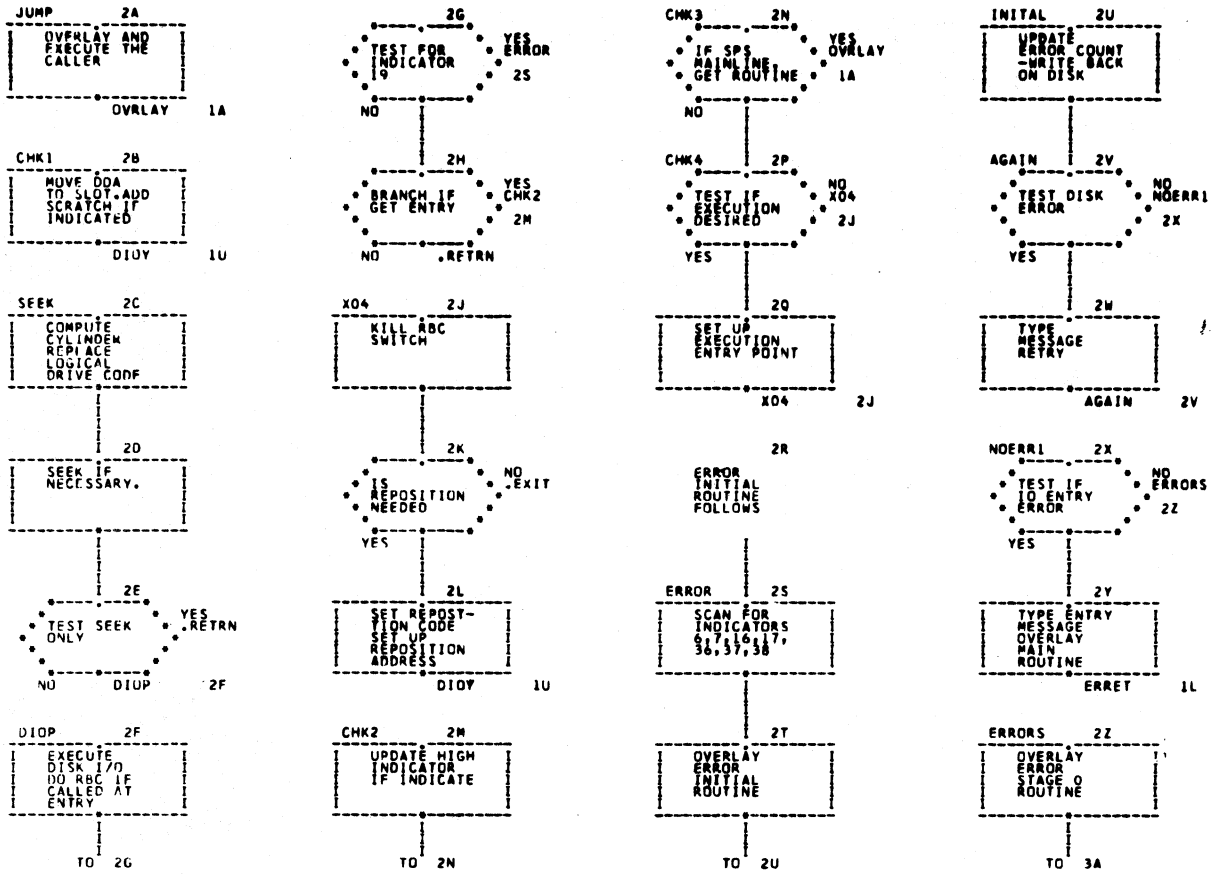 JUMP 2A
OVERLAY AND
EXECUTE THE
CALLER
OVRLAY 1A
CHK1 2B
MOVE DDA
TO SLOT.ADD
SCRATCH IF
INDICATED
DIOY 1U
SEEK 2C
COMPUTE
CYLINDER
REPLACE
LOGICAL
DRIVE CODE
2D
SEEK IF
NECESSARY.
2E
TEST SEEK
ONLY
YES
.RETRN
NO DIOP 2F
DIOP 2F
EXECUTE
DISK I/O
DO RBC IF
CALLED AT
ENTRY
TO 2G
2G
TEST FOR
INDICATOR
19
YES
ERROR
2S
NO
2H
BRANCH IF
GET ENTRY
YES
CHK2
2M
NO .RETRN
X04 2J
KILL RBC
SWITCH
2K
IS
REPOSITION
NEEDED
NO
.EXIT
YES
2L
SET REPOSI-
TION CODE
SET UP
REPOSITION
ADDRESS
DIOY 1U
CHK2 2M
UPDATE HIGH
INDICATOR
IF INDICATE
TO 2N
CHK3 2N
IF SPS
MAINLINE,
GET ROUTINE
YES
OVRLAY
1A
NO
CHK4 2P
TEST IF
EXECUTION
DESIRED
NO
X04
2J
YES
2Q
SET UP
EXECUTION
ENTRY POINT
X04 2J
2R
ERROR
INITIAL
ROUTINE
FOLLOWS
ERROR 2S
SCAN FOR
INDICATORS
6,7,16,17,
36,37,38
2T
OVERLAY
ERROR
INITIAL
ROUTINE
TO 2U
INITAL 2U
UPDATE
ERROR COUNT
-WRITE BACK
ON DISK
AGAIN 2V
TEST DISK
ERROR
NO
NOERR1
2X
YES
2W
TYPE
MESSAGE
RETRY
AGAIN 2V
NOERR1 2X
TEST IF
IO ENTRY
ERROR
NO
ERRORS
2Z
YES
2Y
TYPE ENTRY
MESSAGE
OVERLAY
MAIN
ROUTINE
ERRET 1L
ERRORS 2Z
OVERLAY
ERROR
STAGE 0
ROUTINE
TO 3A